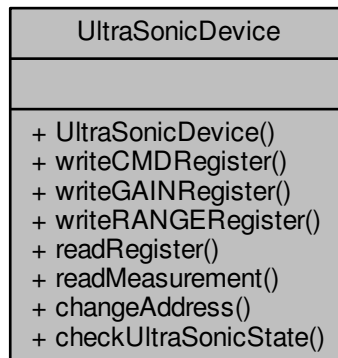 UltraSonicDevice
+ UltraSonicDevice()
+ writeCMDRegister()
+ writeGAINRegister()
+ writeRANGERegister()
+ readRegister()
+ readMeasurement()
+ changeAddress()
+ checkUltraSonicState()